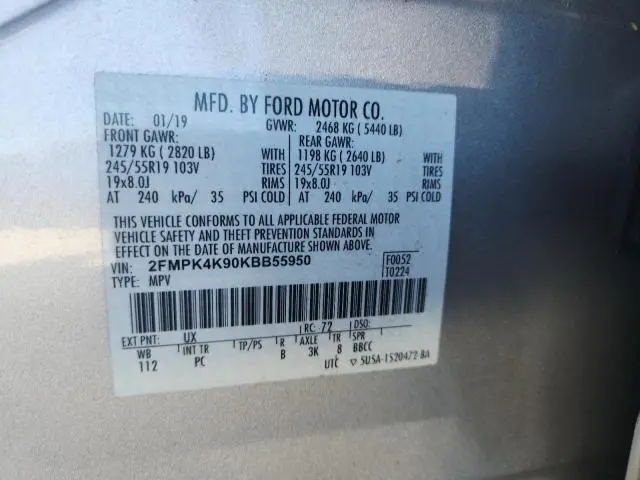 MFD. BY FORD MOTOR CO.
DATE: 01/19 GVWR: 2468 KG ( 5440 LB)
FRONT GAWR: REAR GAWR:
1279 KG ( 2820 LB) WITH 1198 KG ( 2640 LB) WITH
245/55R19 103V TIRES 245/55R19 103V TIRES
19x8.0J RIMS 19x8.0J RIMS
AT 240 kPa/ 35 PSI COLD AT 240 kPa/ 35 PSI COLD
THIS VEHICLE CONFORMS TO ALL APPLICABLE FEDERAL MOTOR
VEHICLE SAFETY AND THEFT PREVENTION STANDARDS IN
EFFECT ON THE DATE OF MANUFACTURE SHOWN ABOVE.
VIN: 2FMPK4K90KBB55950 F0052
TYPE: MPV T0224
EXT PNT: UX RC: 72 DSO:
WB INT TR TP/PS R AXLE TR SPR
112 PC B 3K 8 BBCC
UTC ▽ 5USA-1520472-BA